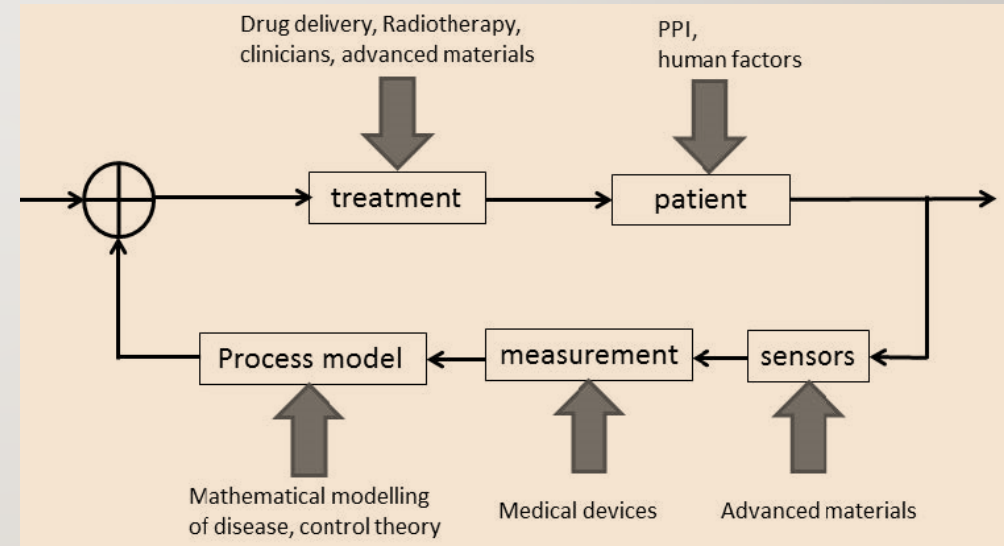 Drug delivery, Radiotherapy,
clinicians, advanced materials
PPI,
human factors
treatment
patient
Process model
measurement
sensors
Mathematical modelling
of disease, control theory
Medical devices
Advanced materials